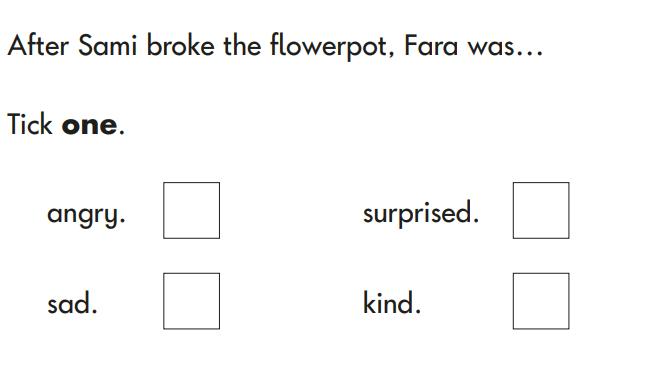 After Sami broke the flowerpot, Fara was...
Tick one.
angry. surprised.
sad. kind.